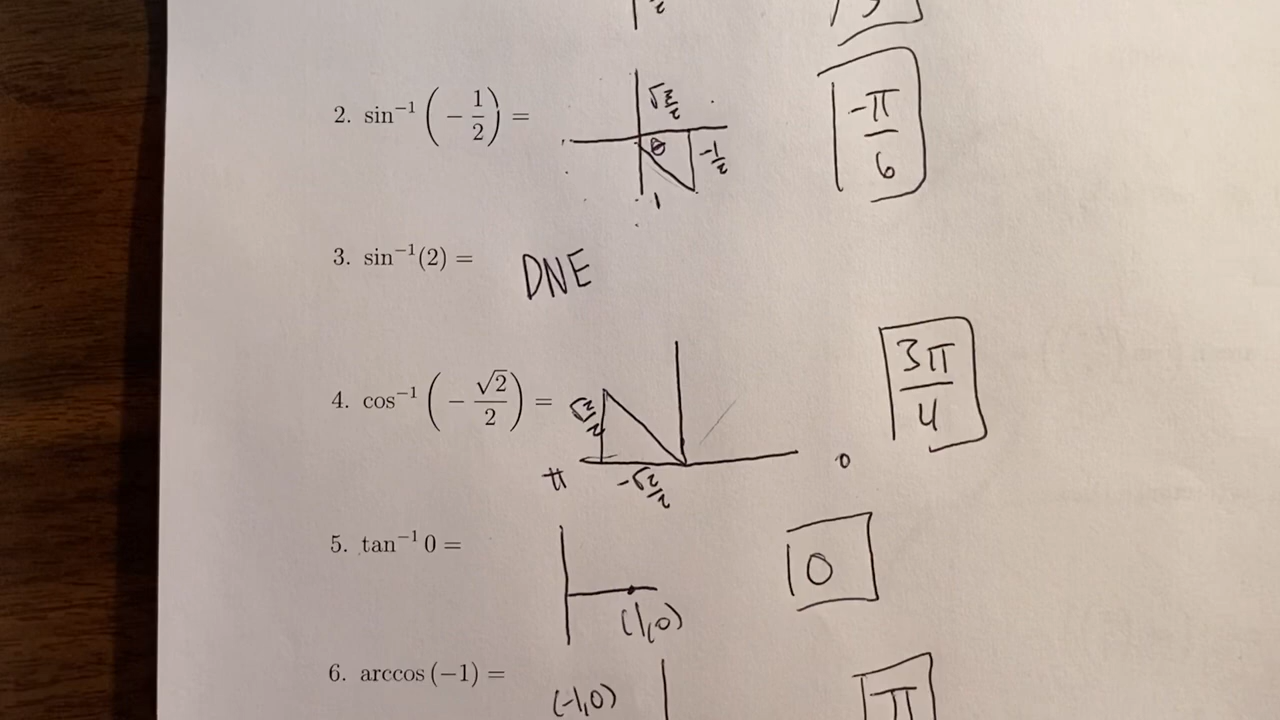 2. sin⁻¹(-1/2) = √3/2 θ -1/2 1 -π/6
3. sin⁻¹(2) = DNE
4. cos⁻¹(-√2/2) = √2/2 π -√2/2 0 3π/4
5. tan⁻¹ 0 = (1,0) 0
6. arccos (-1) = (-1,0) π